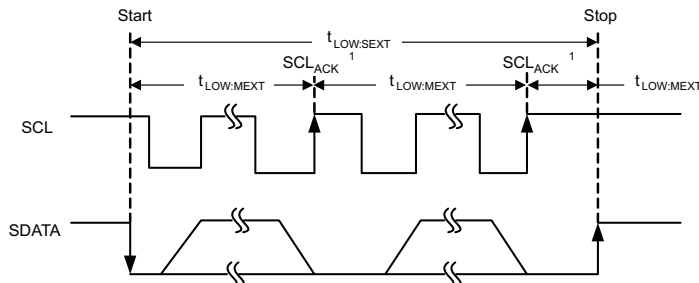 Start Stop
tLOW:SEXT
SCLACK 1 SCLACK 1
tLOW:MEXT tLOW:MEXT tLOW:MEXT
SCL
SDATA